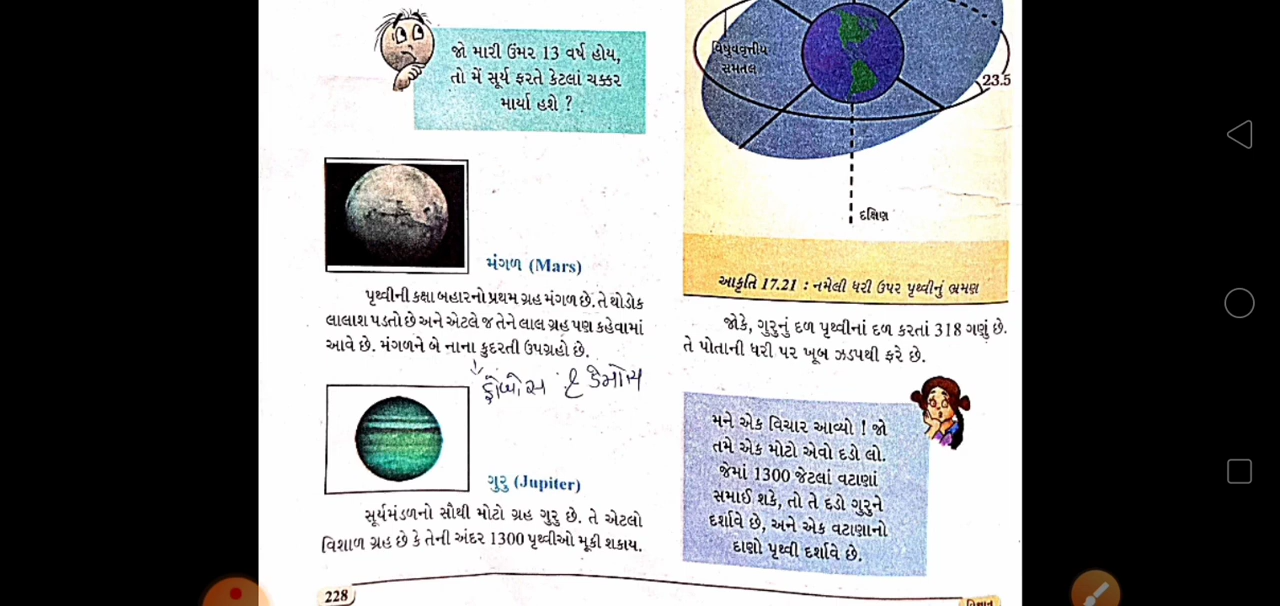 જો મારી ઉંમર 13 વર્ષ હોય,
તો મેં સૂર્ય ફરતે કેટલાં ચક્કર
માર્યા હશે ?
મંગળ (Mars)
પૃથ્વીની કક્ષા બહારનો પ્રથમ ગ્રહ મંગળ છે. તે થોડોક
લાલાશ પડતો છે અને એટલે જ તેને લાલ ગ્રહ પણ કહેવામાં
આવે છે. મંગળને બે નાના કુદરતી ઉપગ્રહો છે.
ફોબોસ ડેમોસ
ગુરુ (Jupiter)
સૂર્યમંડળનો સૌથી મોટો ગ્રહ ગુરુ છે. તે એટલો
વિશાળ ગ્રહ છે કે તેની અંદર 1300 પૃથ્વીઓ મૂકી શકાય.
228
વિષુવવૃત્તીય
સમતલ
23.5
દક્ષિણ
આકૃતિ 17.21 : નમેલી ધરી ઉપર પૃથ્વીનું ભ્રમણ
જોકે, ગુરુનું દળ પૃથ્વીનાં દળ કરતાં 318 ગણું છે.
તે પોતાની ધરી પર ખૂબ ઝડપથી ફરે છે.
મને એક વિચાર આવ્યો ! જો
તમે એક મોટો એવો દડો લો.
જેમાં 1300 જેટલાં વટાણાં
સમાઈ શકે, તો તે દડો ગુરુને
દર્શાવે છે, અને એક વટાણાનો
દાણો પૃથ્વી દર્શાવે છે.
વિજ્ઞાન